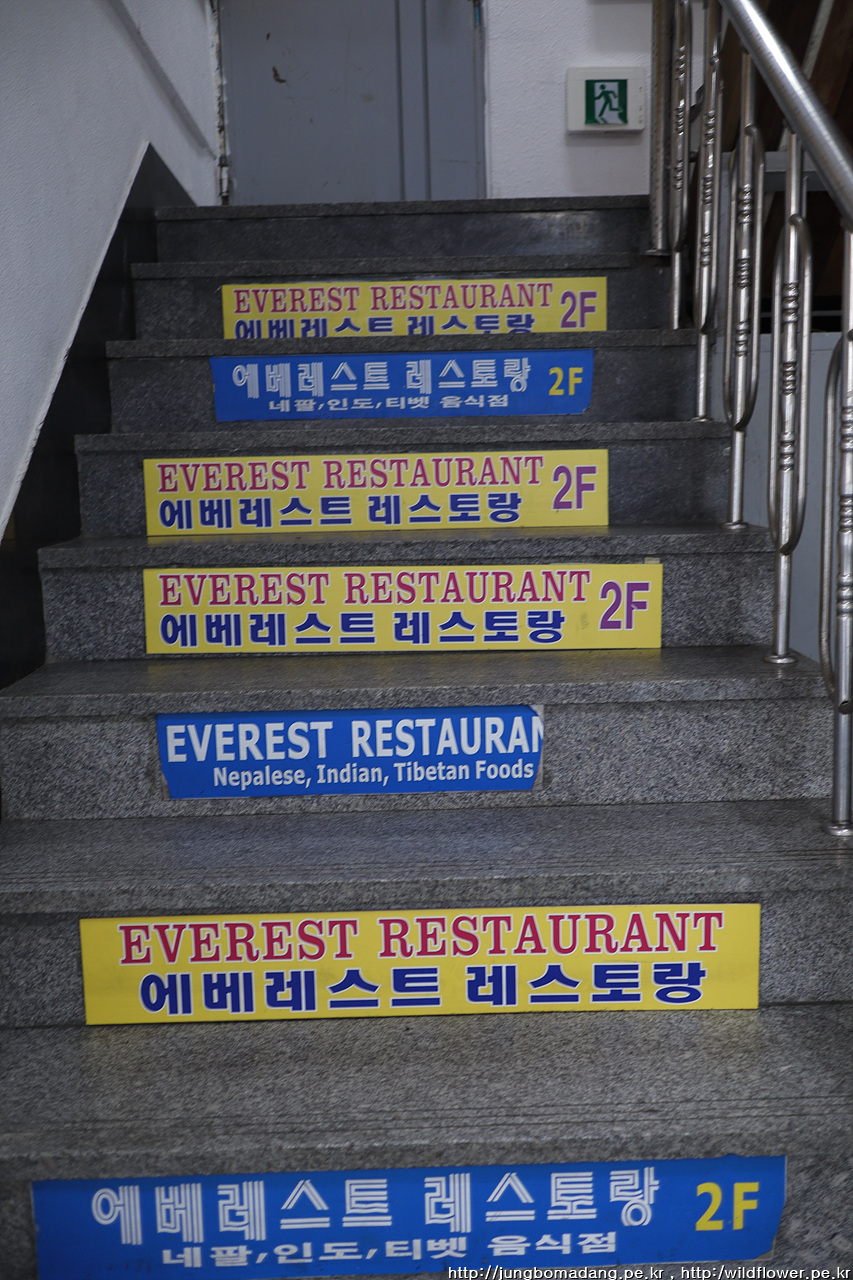 EVEREST RESTAURANT 2F
에베레스트 레스토랑
에베레스트 레스토랑 2F
네팔,인도,티벳 음식점
EVEREST RESTAURANT 2F
에베레스트 레스토랑
EVEREST RESTAURANT 2F
에베레스트 레스토랑
EVEREST RESTAURAN
Nepalese, Indian, Tibetan Foods
EVEREST RESTAURANT
에베레스트 레스토랑
에베레스트 레스토랑 2F
네팔,인도,티벳 음식점
http://jungbomadang.pe.kr , http:/wildflower.pe.kr